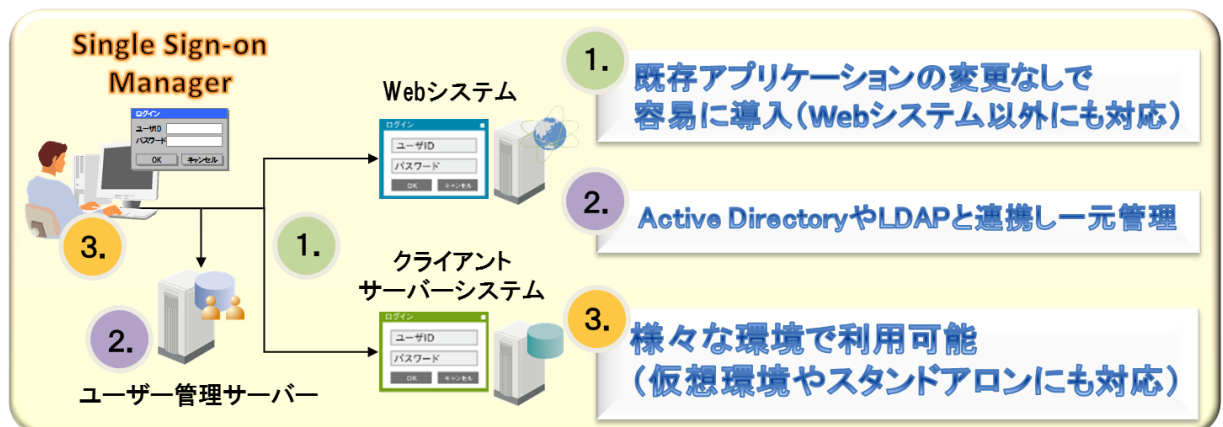 Single Sign-on
Manager
ログイン
ユーザID
パスワード
OK キャンセル
3.
2.
ユーザー管理サーバー
1.
Webシステム
ログイン
ユーザID
パスワード
OK キャンセル
クライアント
サーバーシステム
ログイン
ユーザID
パスワード
OK キャンセル
1.
既存アプリケーションの変更なしで
容易に導入(Webシステム以外にも対応)
2.
Active DirectoryやLDAPと連携し一元管理
3.
様々な環境で利用可能
(仮想環境やスタンドアロンにも対応)